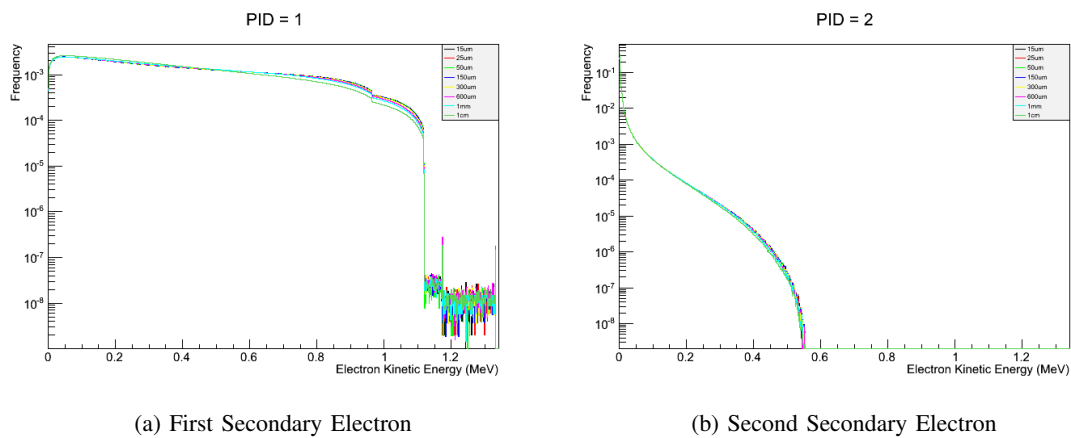 PID = 1
Frequency
10⁻³
10⁻⁴
10⁻⁵
10⁻⁶
10⁻⁷
10⁻⁸
15um
25um
50um
150um
300um
600um
1mm
1cm
0 0.2 0.4 0.6 0.8 1 1.2
Electron Kinetic Energy (MeV)
(a) First Secondary Electron
PID = 2
Frequency
10⁻¹
10⁻²
10⁻³
10⁻⁴
10⁻⁵
10⁻⁶
10⁻⁷
10⁻⁸
15um
25um
50um
150um
300um
600um
1mm
1cm
0 0.2 0.4 0.6 0.8 1 1.2
Electron Kinetic Energy (MeV)
(b) Second Secondary Electron